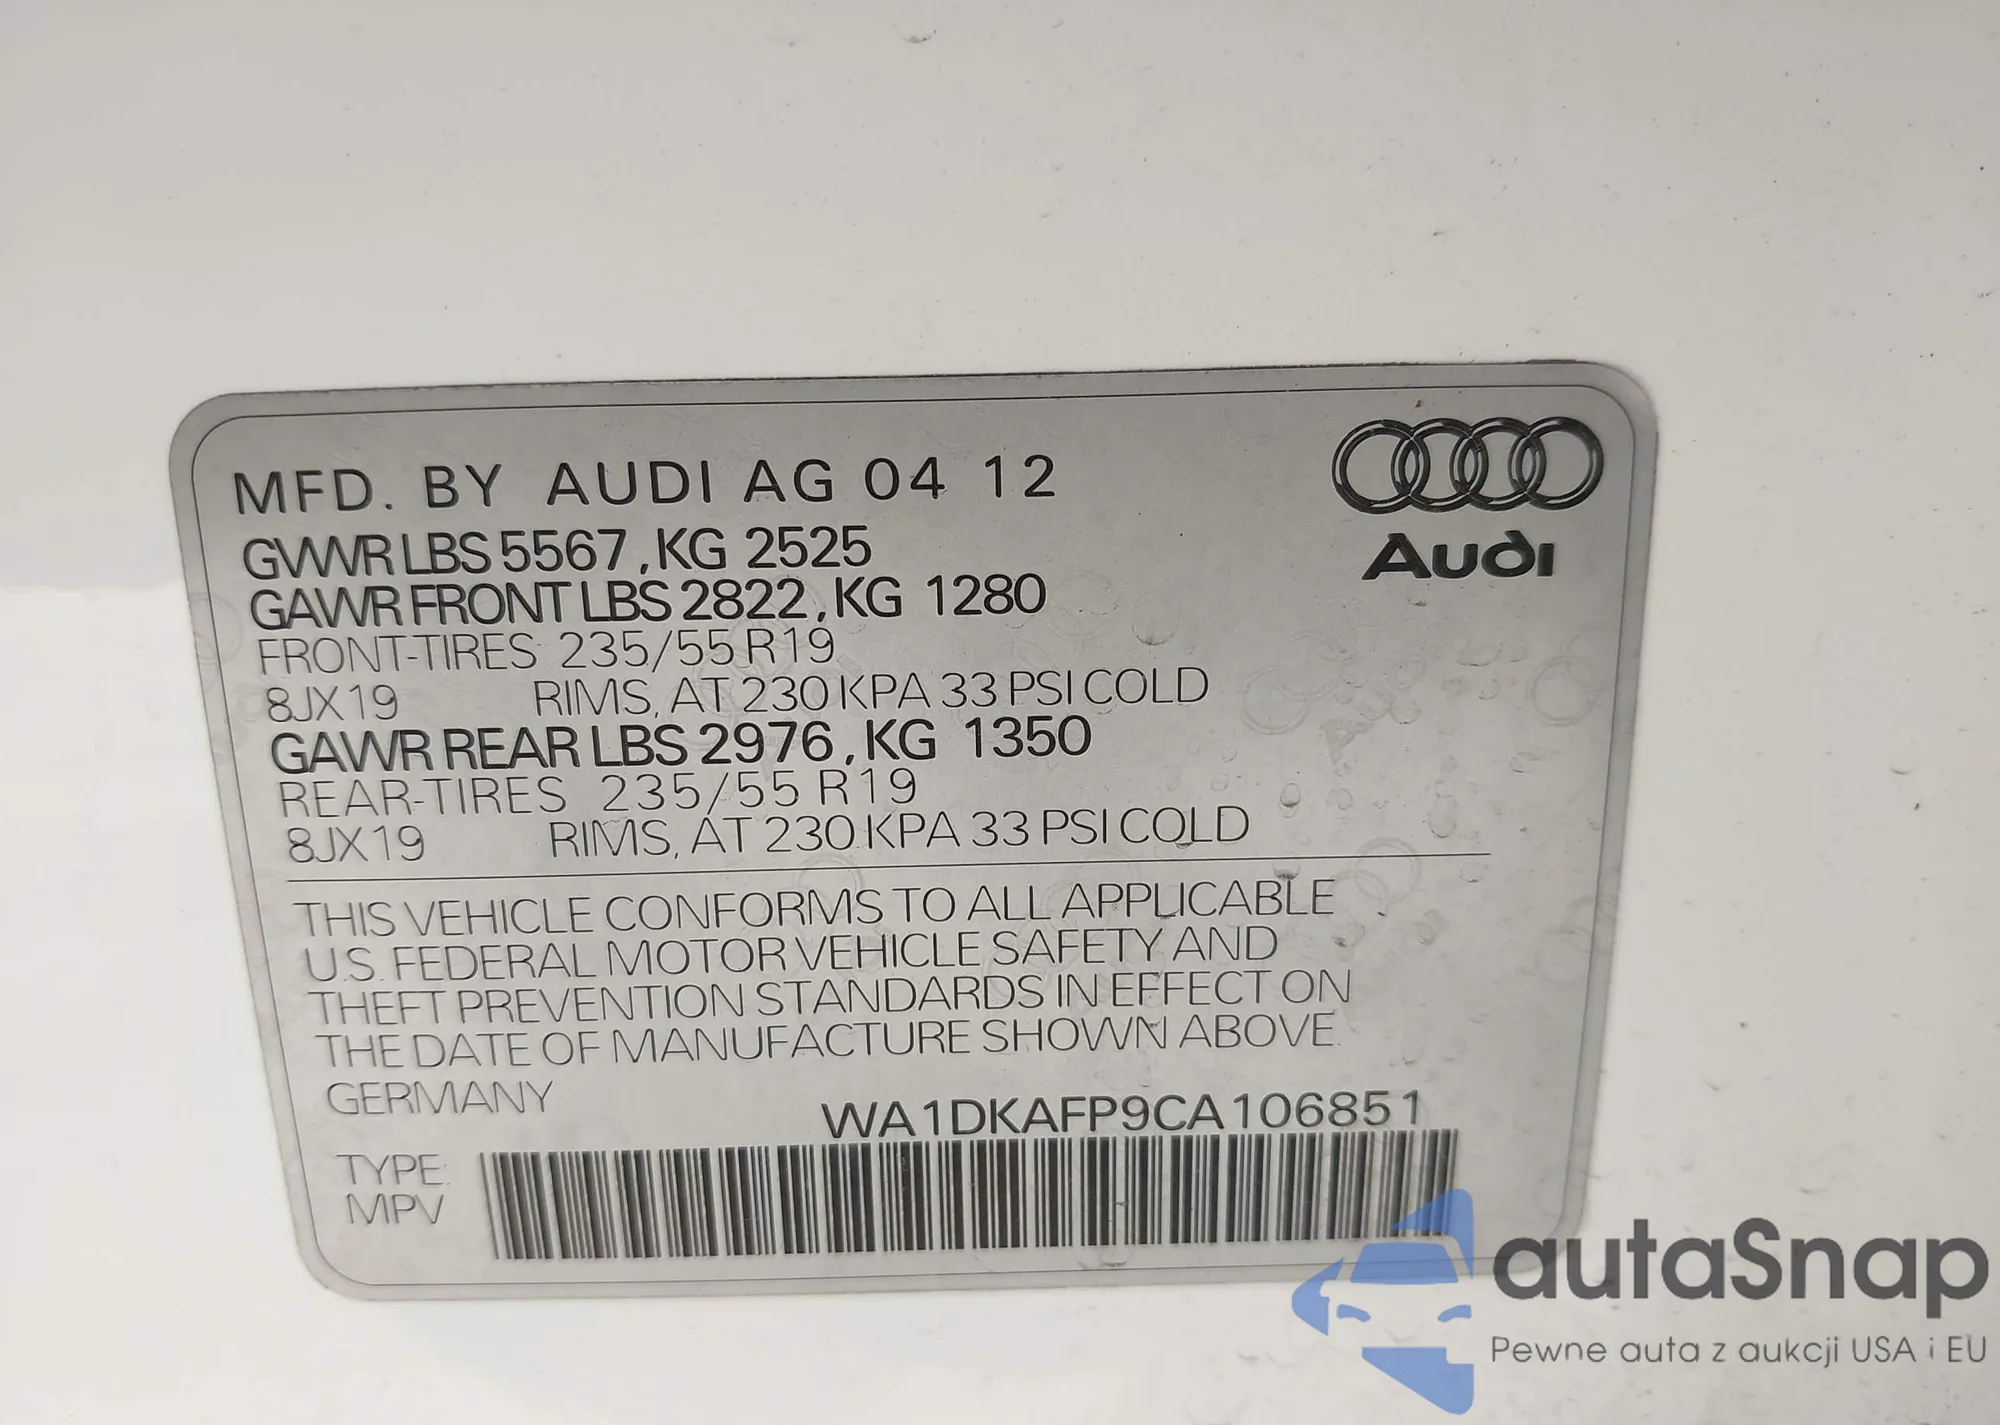 MFD. BY AUDI AG 04 12
GVWR LBS 5567, KG 2525
GAWR FRONT LBS 2822, KG 1280
FRONT-TIRES: 235/55 R19
8JX19 RIMS, AT 230 KPA 33 PSI COLD
GAWR REAR LBS 2976, KG 1350
REAR-TIRES 235/55 R19
8JX19 RIMS, AT 230 KPA 33 PSI COLD
Audi
THIS VEHICLE CONFORMS TO ALL APPLICABLE
U.S. FEDERAL MOTOR VEHICLE SAFETY AND
THEFT PREVENTION STANDARDS IN EFFECT ON
THE DATE OF MANUFACTURE SHOWN ABOVE.
GERMANY
WA1DKAFP9CA106851
TYPE:
MPV
autaSnap
Pewne auta z aukcji USA i EU